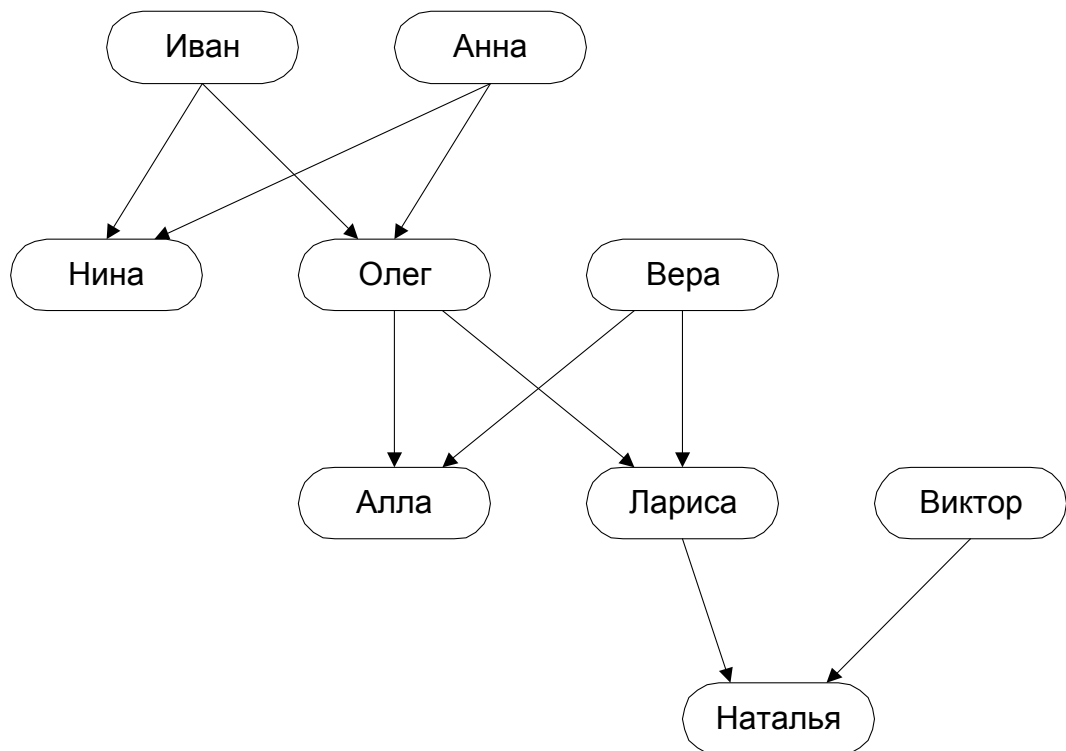 Иван
Анна
Нина
Олег
Вера
Алла
Лариса
Виктор
Наталья